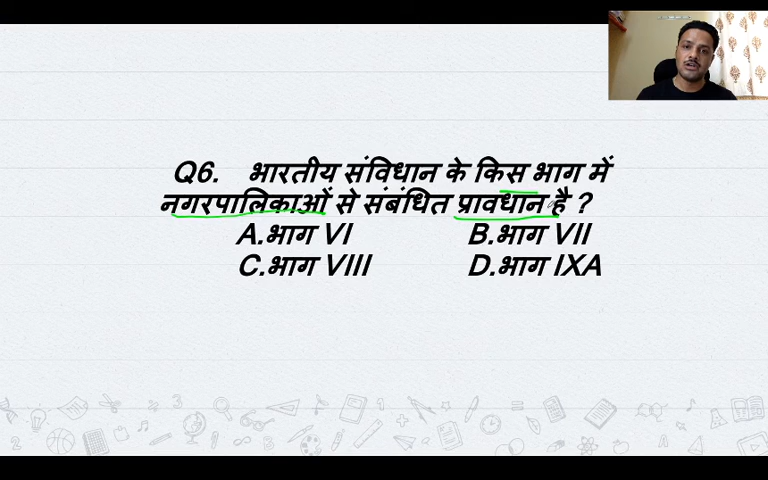 Q6. भारतीय संविधान के किस भाग में
नगरपालिकाओं से संबंधित प्रावधान है ?
A.भाग VI B.भाग VII
C.भाग VIII D.भाग IXA